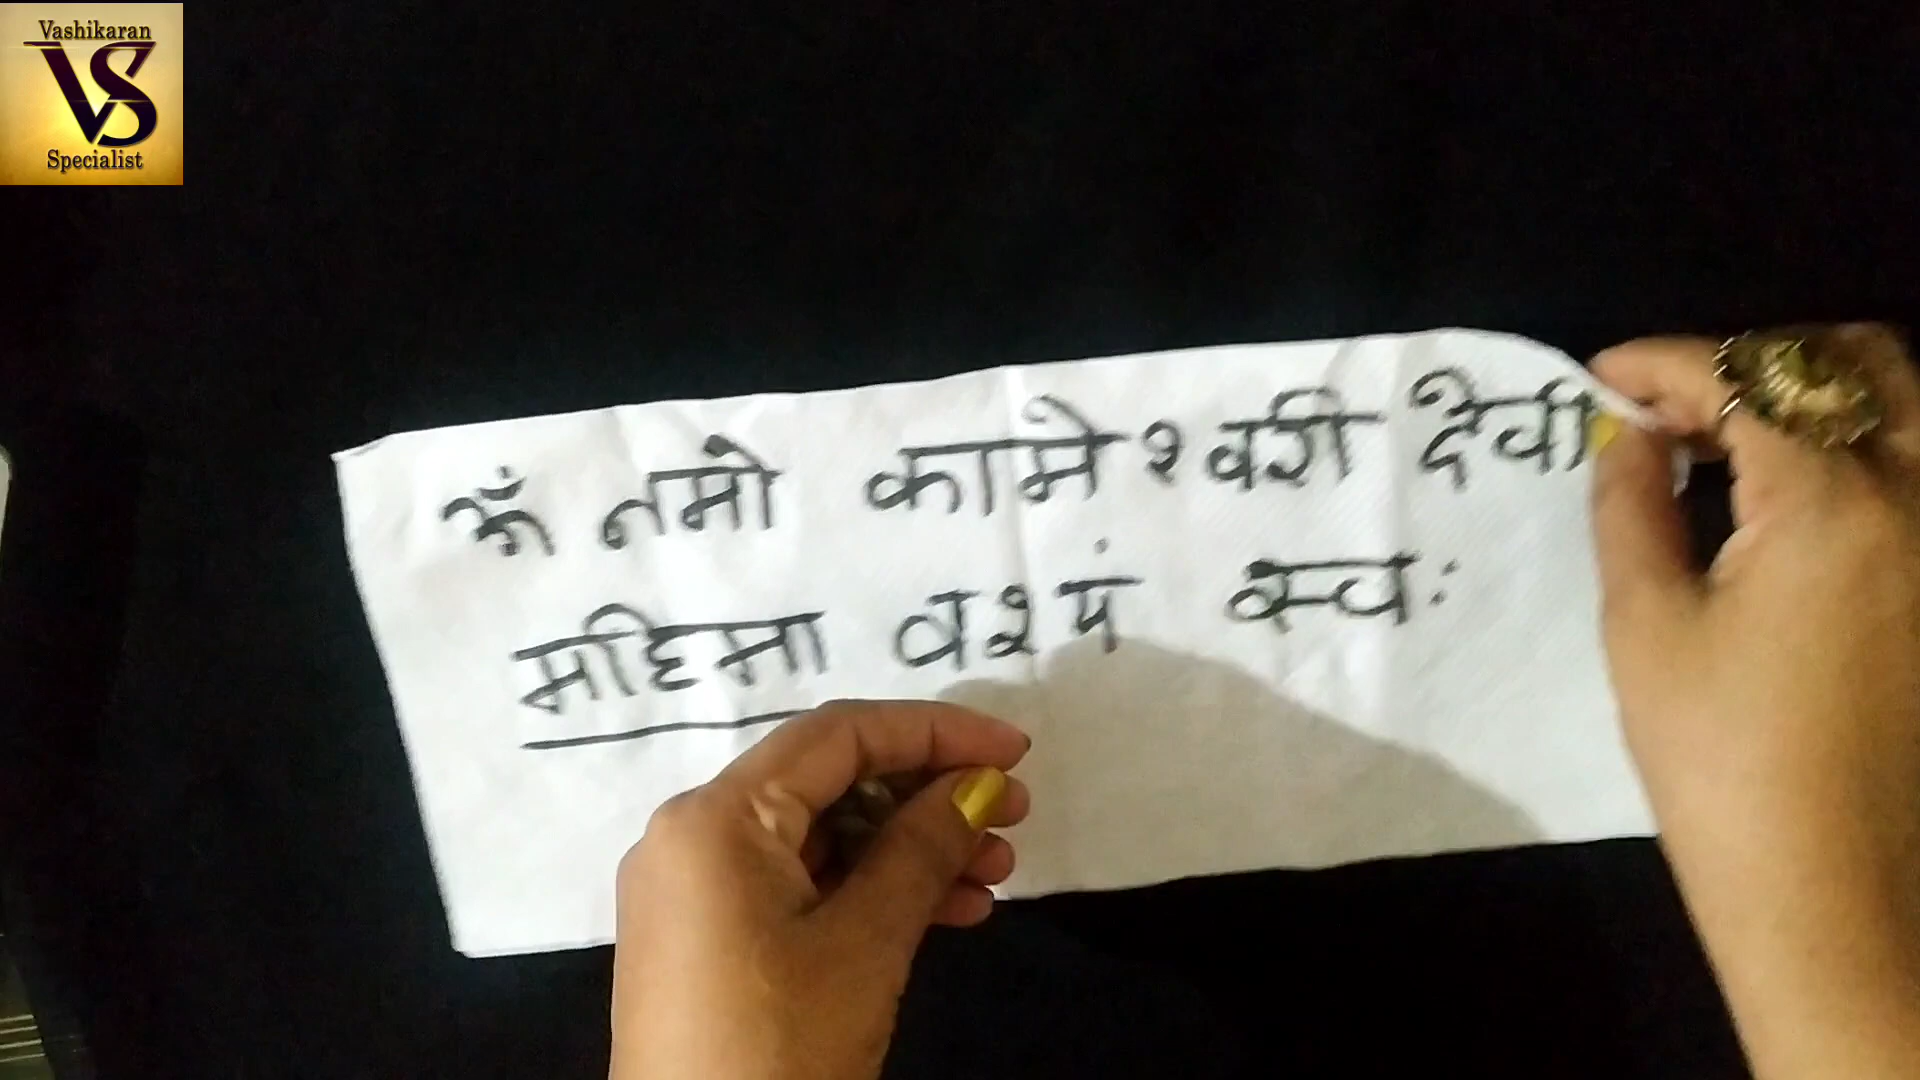 Vashikaran
VS
Specialist
ॐ नमो कामेश्वरी देवी
महिमा वश्यं स्वः